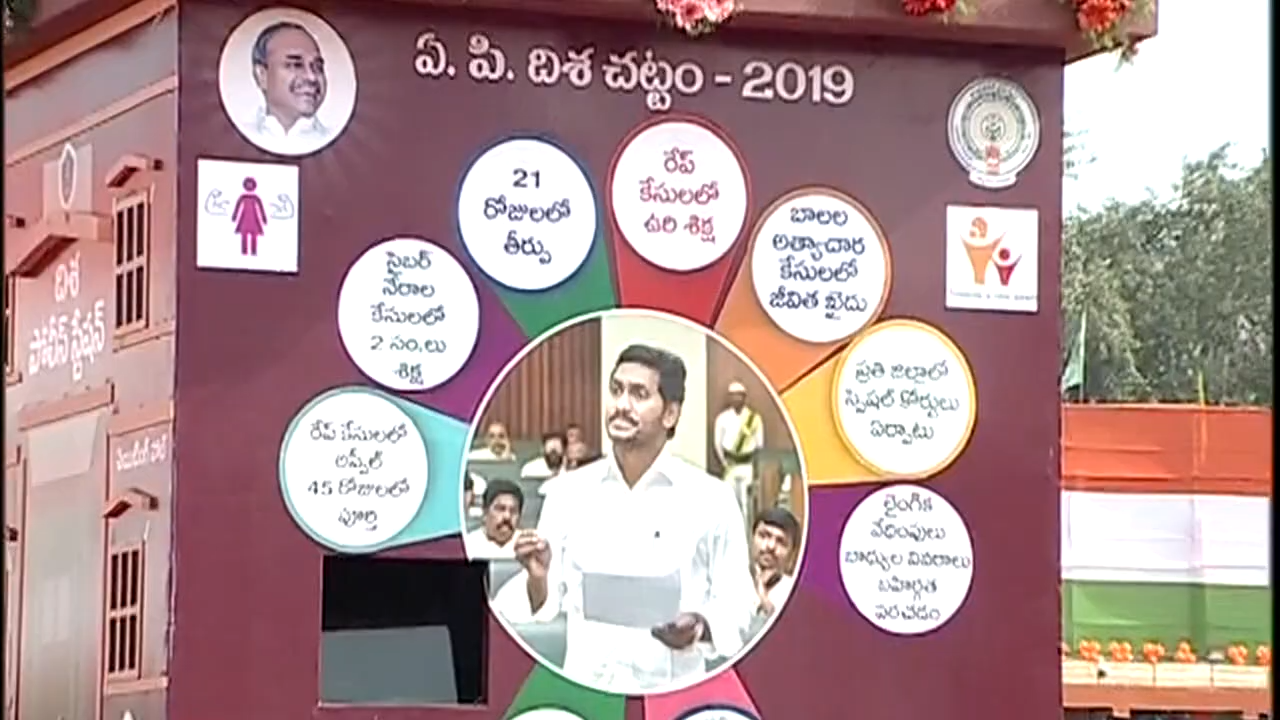 ఏ. పి. దిశ చట్టం - 2019
21
రోజులలో
తీర్పు
రేప్
కేసులలో
ఉరి శిక్ష
బాలల
అత్యాచార
కేసులలో
జీవిత ఖైదు
సైబర్
నేరాల
కేసులలో
2 సం.లు
శిక్ష
ప్రతి జిల్లాలో
స్పెషల్ కోర్టులు
ఏర్పాటు
రేప్ కేసులలో
అప్పీల్
45 రోజులలో
పూర్తి
లైంగిక
వేధింపులు
బాధ్యుల వివరాలు
బహిర్గత
పరచడం
దిశ
పోలీస్ స్టేషన్